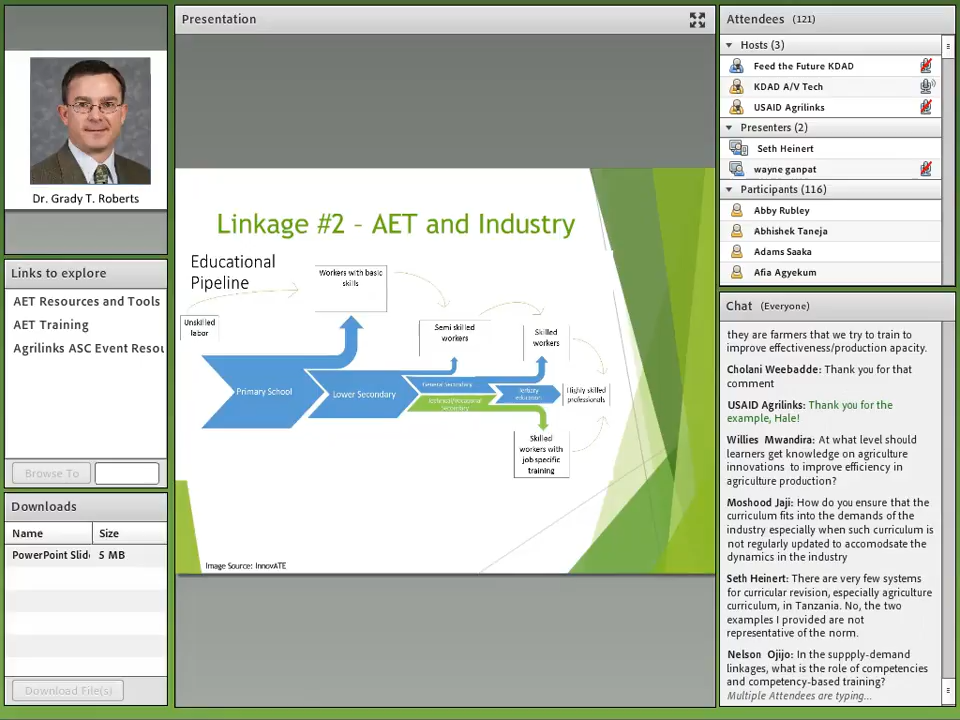 Dr. Grady T. Roberts
Links to explore
AET Resources and Tools
AET Training
Agrilinks ASC Event Resou
Browse To
Downloads
Name
Size
PowerPoint Slide
5 MB
Download File(s)
Presentation
Linkage #2 – AET and Industry
Educational
Pipeline
Workers with basic
skills
Unskilled
labor
Semi skilled
workers
Skilled
workers
Primary School
Lower Secondary
General Secondary
Technical/Vocational
Secondary
Tertiary
education
Highly skilled
professionals
Skilled
workers with
job specific
training
Image Source: InnovATE
Attendees (121)
Hosts (3)
Feed the Future KDAD
KDAD A/V Tech
USAID Agrilinks
Presenters (2)
Seth Heinert
wayne ganpat
Participants (116)
Abby Rubley
Abhishek Taneja
Adams Saaka
Afia Agyekum
Chat (Everyone)
they are farmers that we try to train to
improve effectiveness/production apacity.
Cholani Weebadde: Thank you for that
comment
USAID Agrilinks: Thank you for the
example, Hale!
Willies Mwandira: At what level should
learners get knowledge on agriculture
innovations to improve efficiency in
agriculture production?
Moshood Jaji: How do you ensure that the
curriculum fits into the demands of the
industry especially when such curriculum is
not regularly updated to accomodsate the
dynamics in the industry
Seth Heinert: There are very few systems
for curricular revision, especially agriculture
curriculum, in Tanzania. No, the two
examples I provided are not
representative of the norm.
Nelson Ojijo: In the suppply-demand
linkages, what is the role of competencies
and competency-based training?
Multiple Attendees are typing...